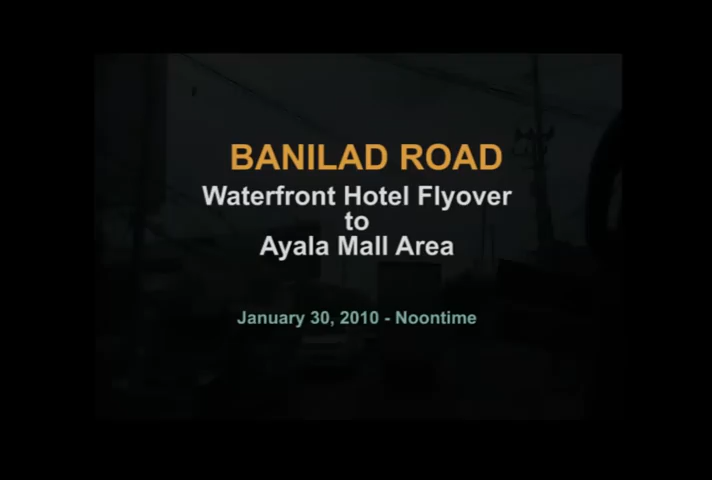 BANILAD ROAD
Waterfront Hotel Flyover
to
Ayala Mall Area
January 30, 2010 - Noontime